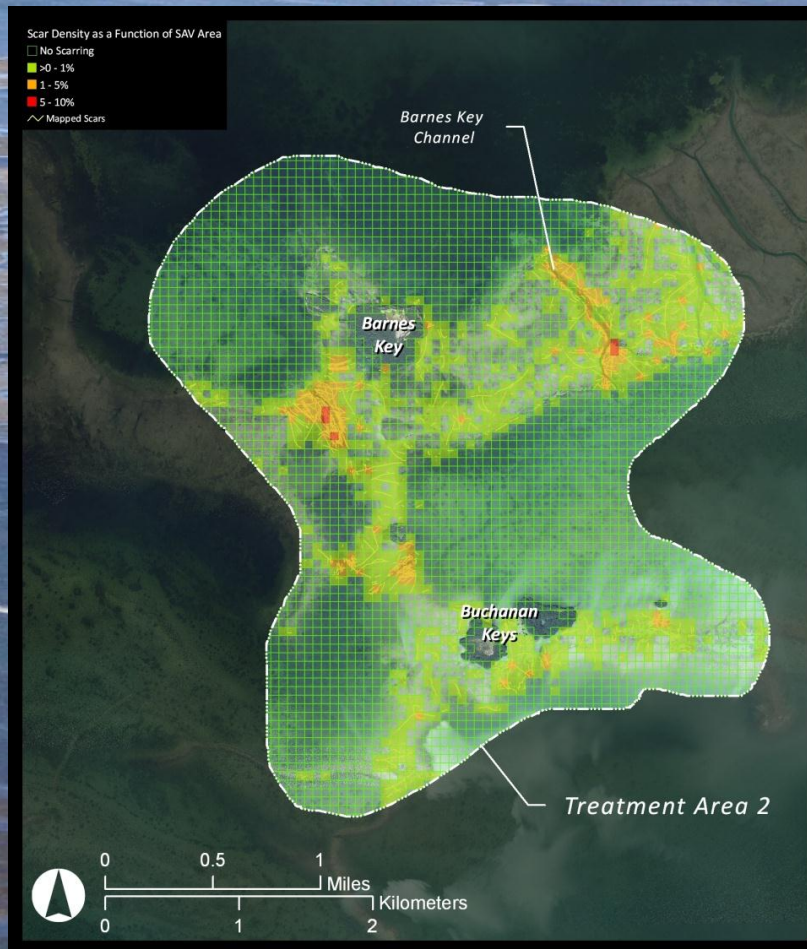 Scar Density as a Function of SAV Area
No Scarring
>0 - 1%
1 - 5%
5 - 10%
Mapped Scars
Barnes Key
Channel
Barnes
Key
Buchanan
Keys
Treatment Area 2
0 0.5 1
Miles
Kilometers
0 1 2